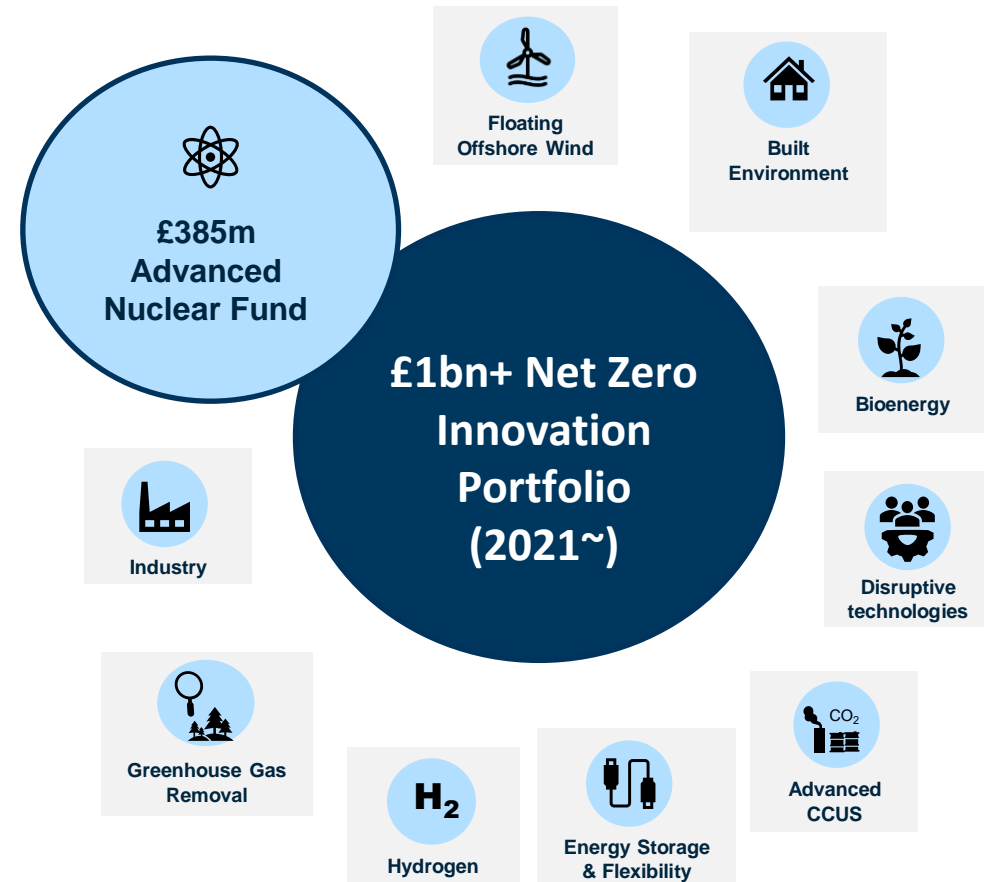 Floating
Offshore Wind
Built
Environment
£385m
Advanced
Nuclear Fund
£1bn+ Net Zero
Innovation
Portfolio
(2021~)
Bioenergy
Industry
Disruptive
technologies
Greenhouse Gas
Removal
H₂
Hydrogen
Energy Storage
& Flexibility
CO₂
Advanced
CCUS